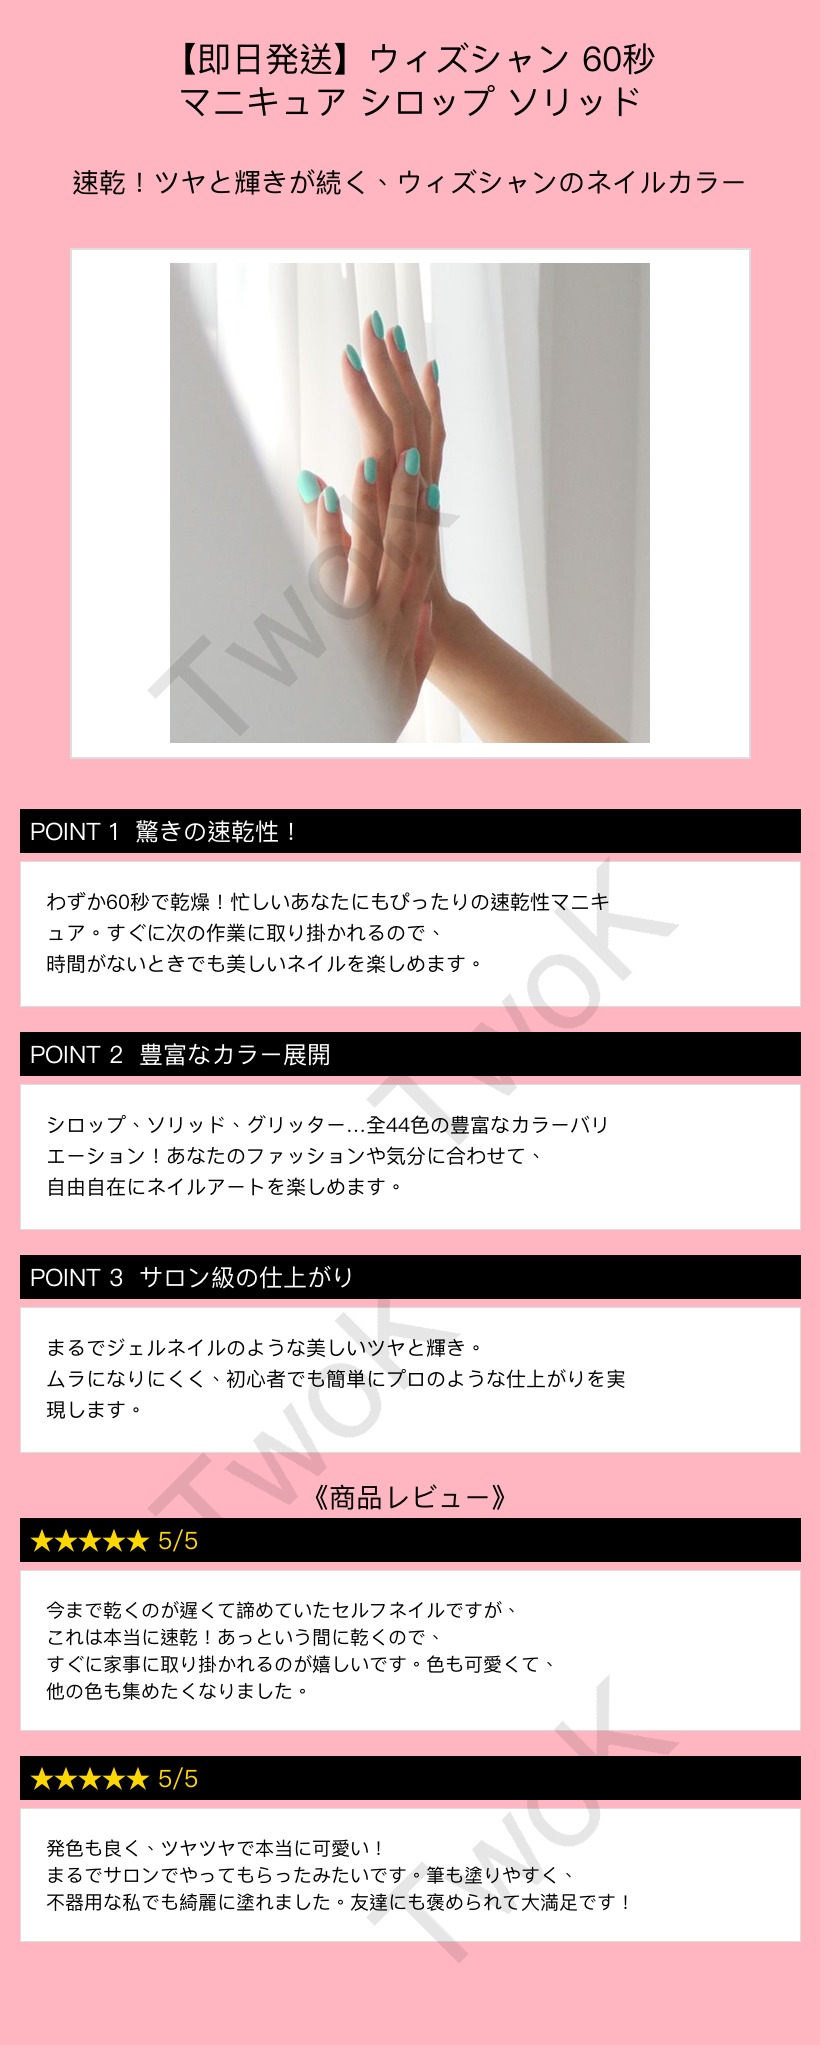 【即日発送】ウィズシャン 60秒
マニキュア シロップ ソリッド
速乾！ツヤと輝きが続く、ウィズシャンのネイルカラー
TwoK
POINT 1 驚きの速乾性！
わずか60秒で乾燥！忙しいあなたにもぴったりの速乾性マニキ
ュア。すぐに次の作業に取り掛かれるので、
時間がないときでも美しいネイルを楽しめます。
TwoK
POINT 2 豊富なカラー展開
シロップ、ソリッド、グリッター…全44色の豊富なカラーバリ
エーション！あなたのファッションや気分に合わせて、
自由自在にネイルアートを楽しめます。
POINT 3 サロン級の仕上がり
まるでジェルネイルのような美しいツヤと輝き。
ムラになりにくく、初心者でも簡単にプロのような仕上がりを実
現します。
TwoK
《商品レビュー》
★★★★★ 5/5
今まで乾くのが遅くて諦めていたセルフネイルですが、
これは本当に速乾！あっという間に乾くので、
すぐに家事に取り掛かれるのが嬉しいです。色も可愛くて、
他の色も集めたくなりました。
TwoK
★★★★★ 5/5
発色も良く、ツヤツヤで本当に可愛い！
まるでサロンでやってもらったみたいです。筆も塗りやすく、
不器用な私でも綺麗に塗れました。友達にも褒められて大満足です！